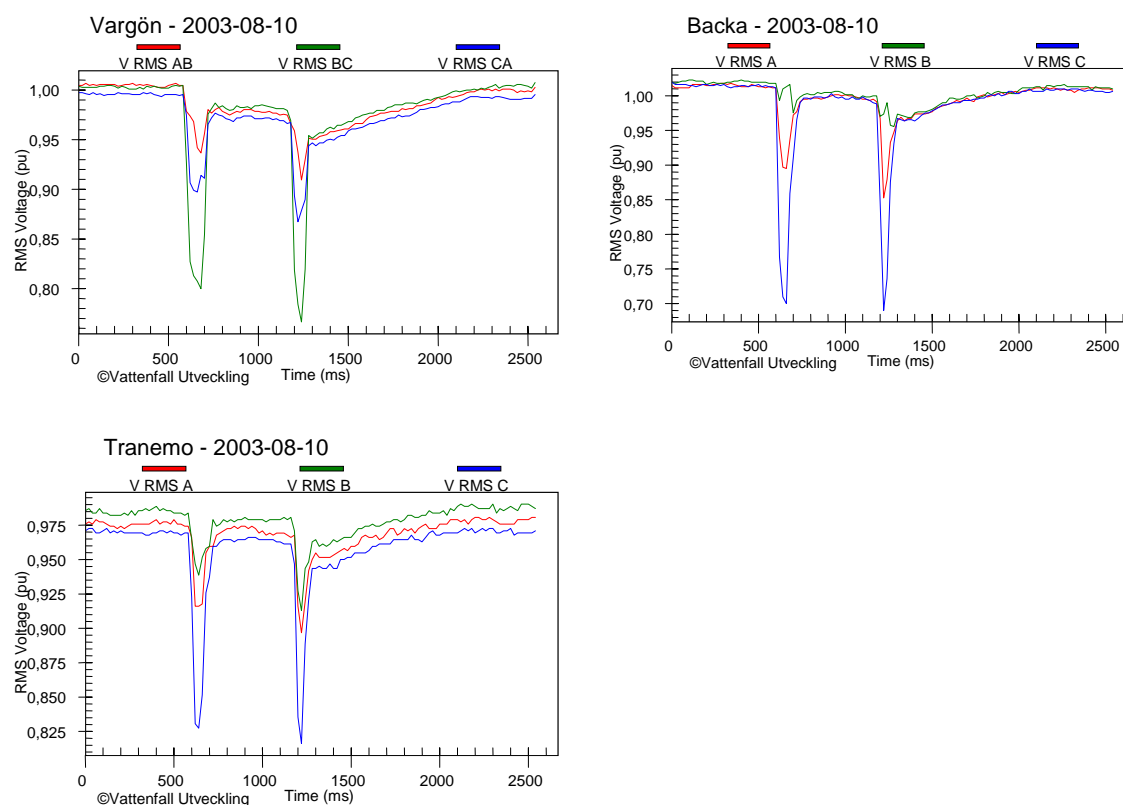 Vargön - 2003-08-10
V RMS AB V RMS BC V RMS CA
RMS Voltage (pu)
1,00
0,95
0,90
0,85
0,80
0 500 1000 1500 2000 2500
©Vattenfall Utveckling Time (ms)
Backa - 2003-08-10
V RMS A V RMS B V RMS C
RMS Voltage (pu)
1,00
0,95
0,90
0,85
0,80
0,75
0,70
0 500 1000 1500 2000 2500
©Vattenfall Utveckling Time (ms)
Tranemo - 2003-08-10
V RMS A V RMS B V RMS C
RMS Voltage (pu)
0,975
0,950
0,925
0,900
0,875
0,850
0,825
0 500 1000 1500 2000 2500
©Vattenfall Utveckling Time (ms)